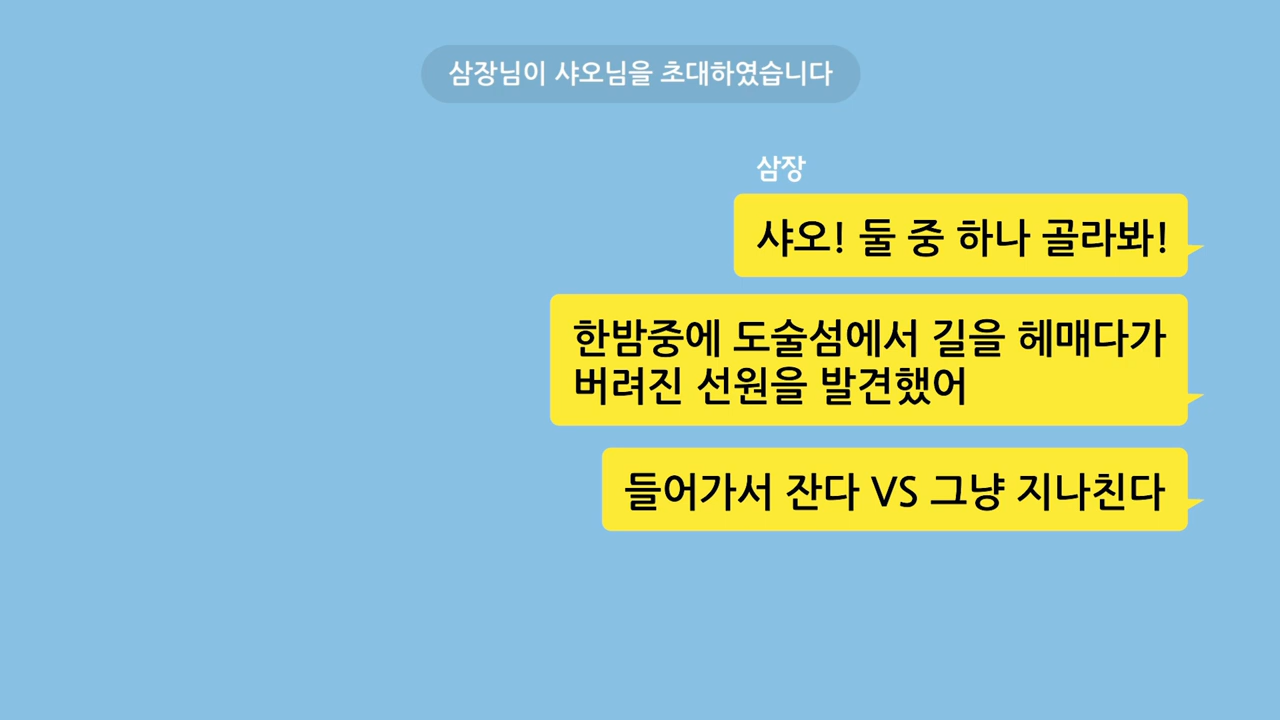 삼장님이 샤오님을 초대하였습니다
삼장
샤오! 둘 중 하나 골라봐!
한밤중에 도술섬에서 길을 헤매다가
버려진 선원을 발견했어
들어가서 잔다 VS 그냥 지나친다